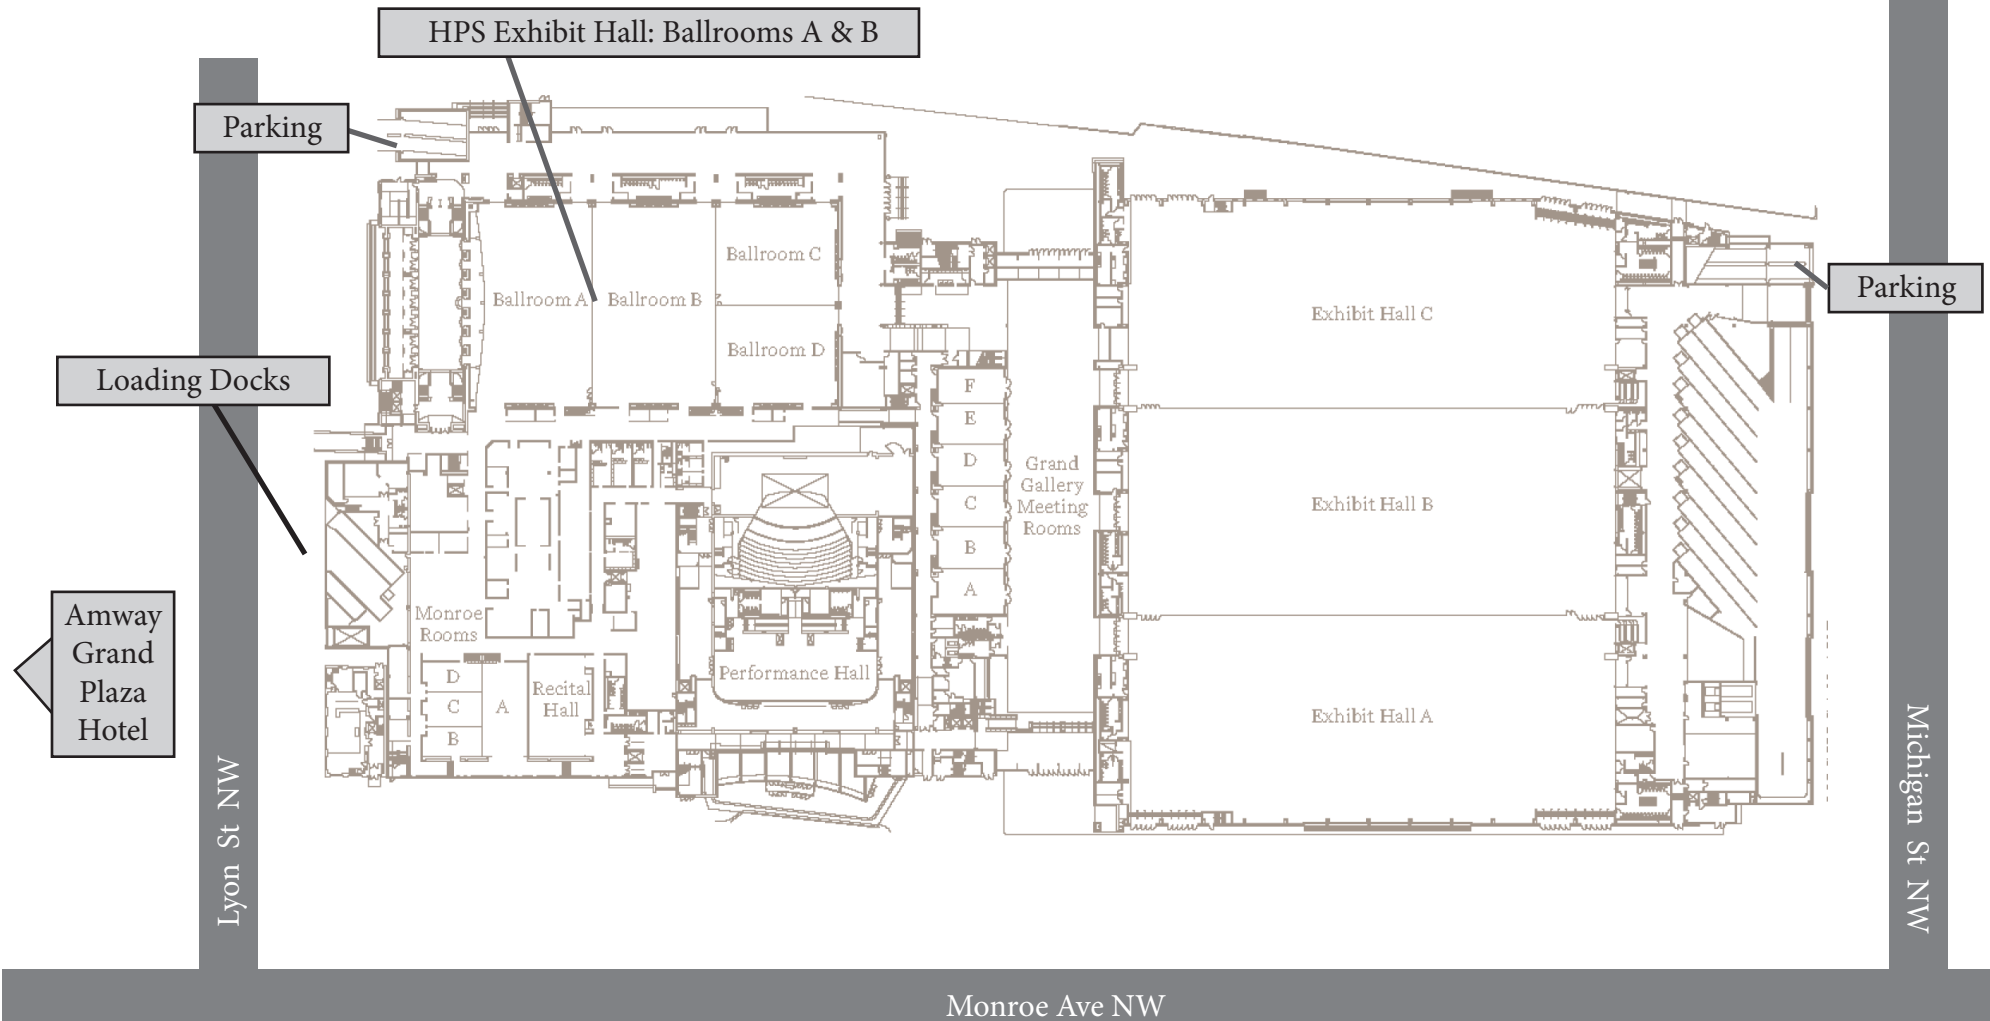 HPS Exhibit Hall: Ballrooms A & B
Parking
Ballroom C
Ballroom A
Ballroom B
Ballroom D
Parking
Exhibit Hall C
Loading Docks
F
E
D
C
B
A
Grand
Gallery
Meeting
Rooms
Exhibit Hall B
Amway
Grand
Plaza
Hotel
Monroe
Rooms
D
C
B
A
Recital
Hall
Performance Hall
Exhibit Hall A
Lyon St NW
Michigan St NW
Monroe Ave NW